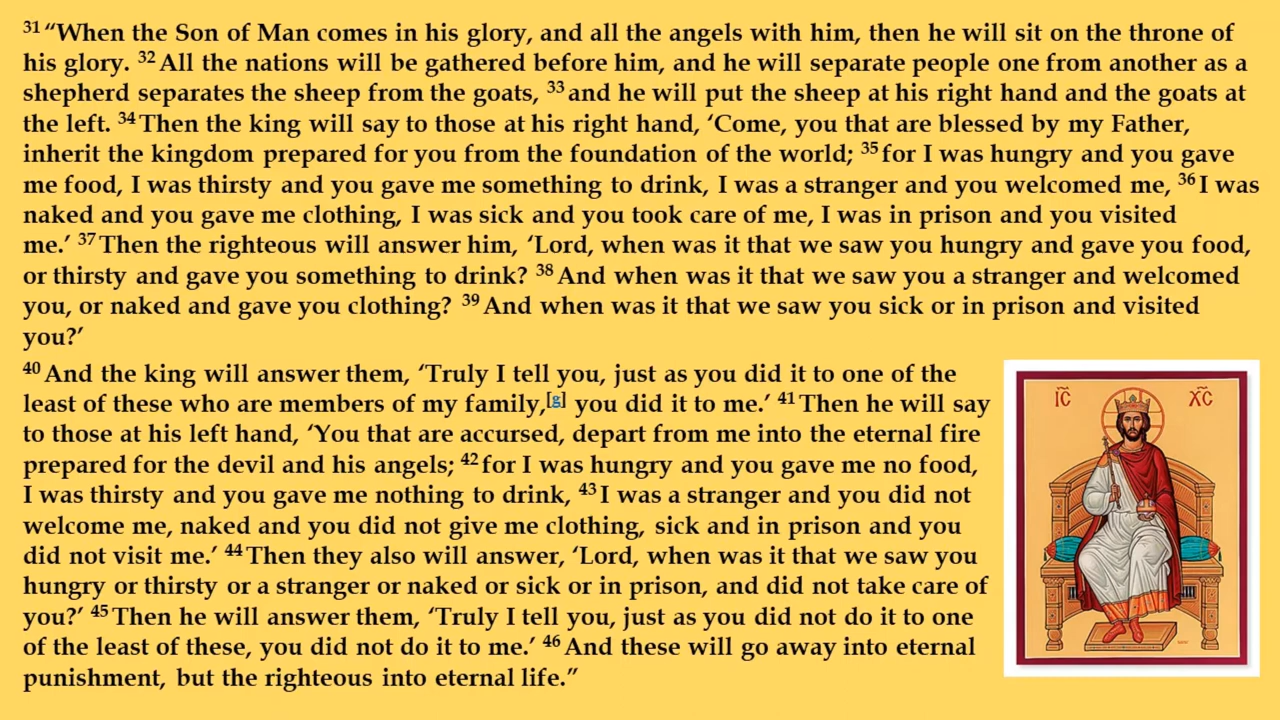 31 “When the Son of Man comes in his glory, and all the angels with him, then he will sit on the throne of
his glory. 32 All the nations will be gathered before him, and he will separate people one from another as a
shepherd separates the sheep from the goats, 33 and he will put the sheep at his right hand and the goats at
the left. 34 Then the king will say to those at his right hand, ‘Come, you that are blessed by my Father,
inherit the kingdom prepared for you from the foundation of the world; 35 for I was hungry and you gave
me food, I was thirsty and you gave me something to drink, I was a stranger and you welcomed me, 36 I was
naked and you gave me clothing, I was sick and you took care of me, I was in prison and you visited
me.’ 37 Then the righteous will answer him, ‘Lord, when was it that we saw you hungry and gave you food,
or thirsty and gave you something to drink? 38 And when was it that we saw you a stranger and welcomed
you, or naked and gave you clothing? 39 And when was it that we saw you sick or in prison and visited
you?’
40 And the king will answer them, ‘Truly I tell you, just as you did it to one of the
least of these who are members of my family,[g] you did it to me.’ 41 Then he will say
to those at his left hand, ‘You that are accursed, depart from me into the eternal fire
prepared for the devil and his angels; 42 for I was hungry and you gave me no food,
I was thirsty and you gave me nothing to drink, 43 I was a stranger and you did not
welcome me, naked and you did not give me clothing, sick and in prison and you
did not visit me.’ 44 Then they also will answer, ‘Lord, when was it that we saw you
hungry or thirsty or a stranger or naked or sick or in prison, and did not take care of
you?’ 45 Then he will answer them, ‘Truly I tell you, just as you did not do it to one
of the least of these, you did not do it to me.’ 46 And these will go away into eternal
punishment, but the righteous into eternal life.”
IC XC